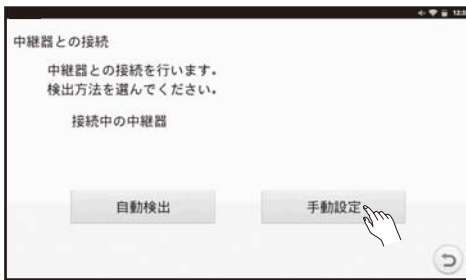 12:3
中継器との接続
中継器との接続を行います。
検出方法を選んでください。
接続中の中継器
自動検出
手動設定